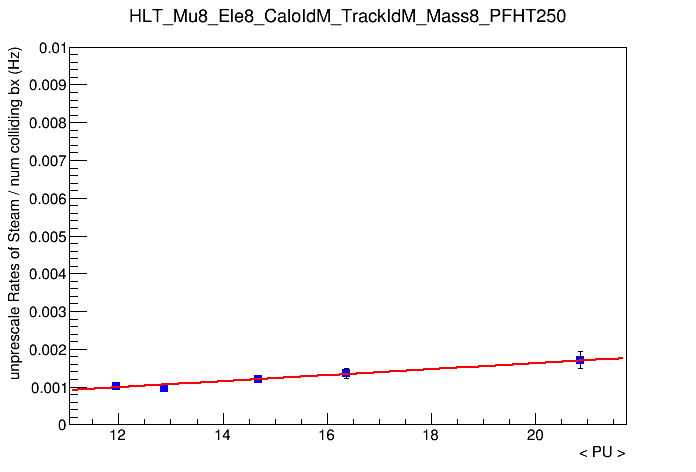 HLT_Mu8_Ele8_CaloIdM_TrackIdM_Mass8_PFHT250
unprescale Rates of Steam / num colliding bx (Hz)
0.01
0.009
0.008
0.007
0.006
0.005
0.004
0.003
0.002
0.001
0
12 14 16 18 20
< PU >